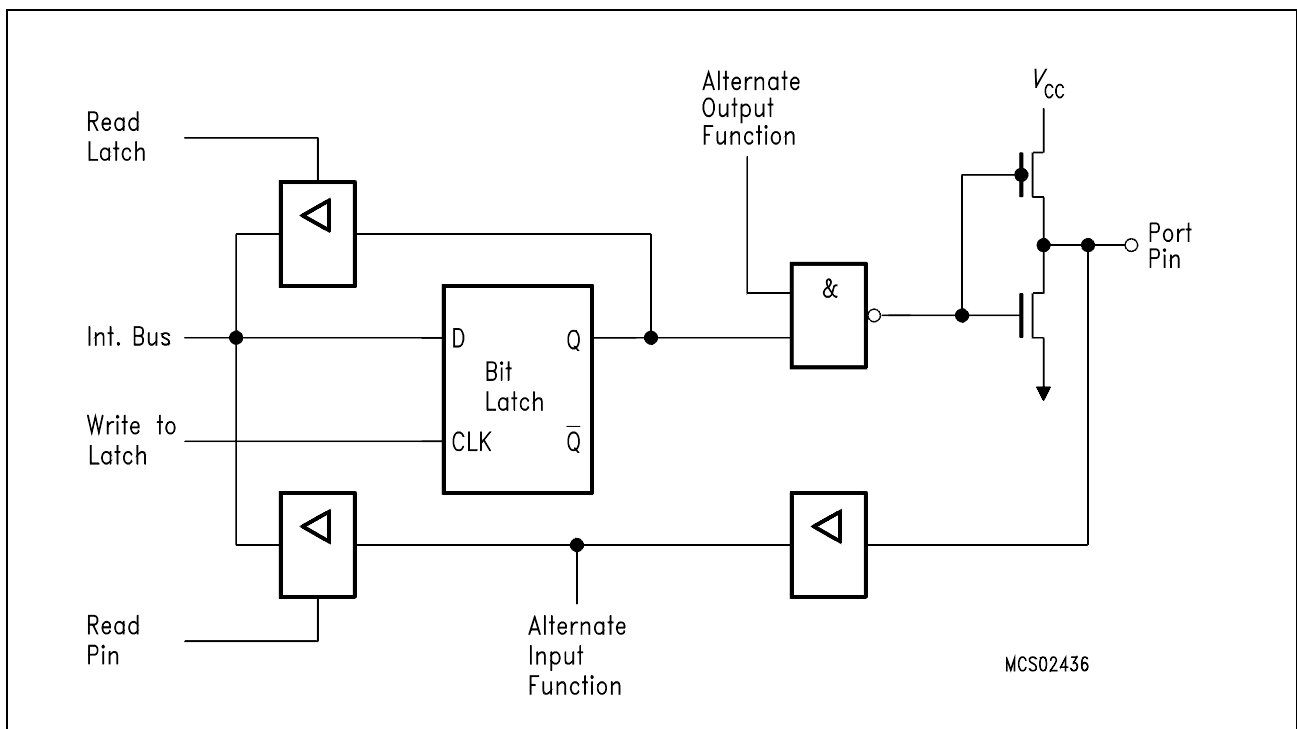 Alternate
Output
Function
VCC
Read
Latch
&
Port
Pin
Int. Bus
D
Q
Bit
Latch
Write to
Latch
CLK
Q̅
Read
Pin
Alternate
Input
Function
MCS02436